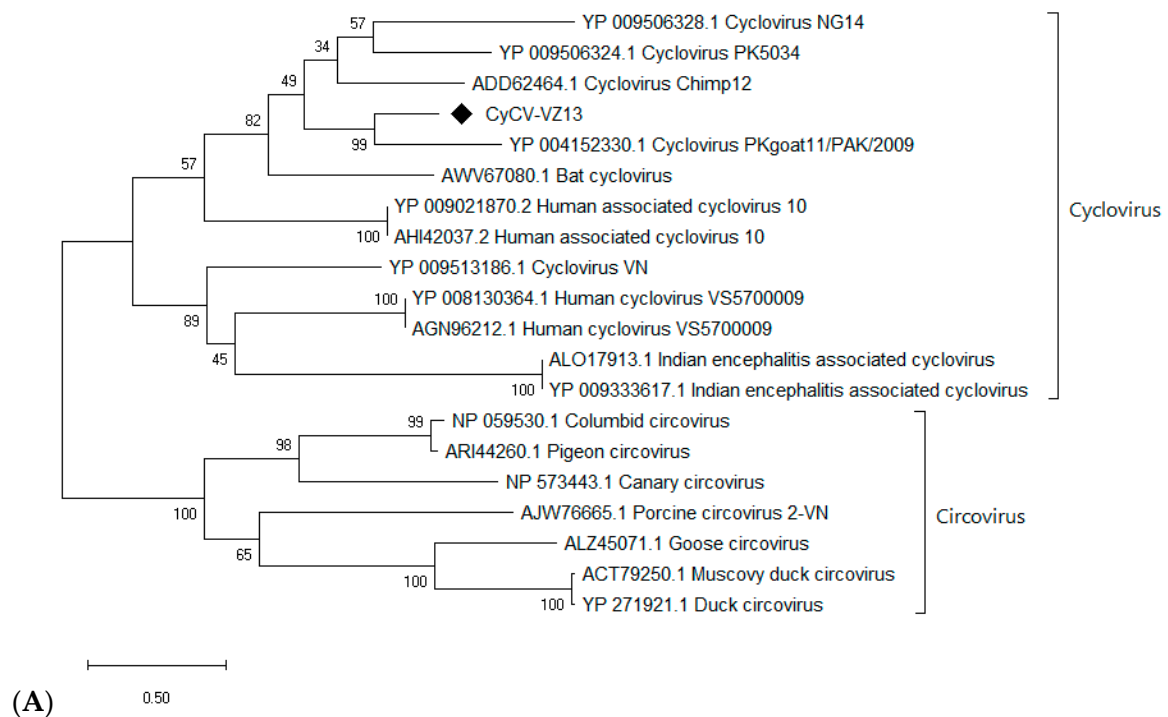 57
YP 009506328.1 Cyclovirus NG14
34
YP 009506324.1 Cyclovirus PK5034
49
ADD62464.1 Cyclovirus Chimp12
82
CyCV-VZ13
99
YP 004152330.1 Cyclovirus PKgoat11/PAK/2009
57
AWV67080.1 Bat cyclovirus
YP 009021870.2 Human associated cyclovirus 10
100
AHI42037.2 Human associated cyclovirus 10
Cyclovirus
YP 009513186.1 Cyclovirus VN
100
YP 008130364.1 Human cyclovirus VS5700009
89
AGN96212.1 Human cyclovirus VS5700009
45
ALO17913.1 Indian encephalitis associated cyclovirus
100
YP 009333617.1 Indian encephalitis associated cyclovirus
99
NP 059530.1 Columbid circovirus
98
ARI44260.1 Pigeon circovirus
NP 573443.1 Canary circovirus
100
AJW76665.1 Porcine circovirus 2-VN
Circovirus
65
ALZ45071.1 Goose circovirus
100
ACT79250.1 Muscovy duck circovirus
100
YP 271921.1 Duck circovirus
0.50
(A)